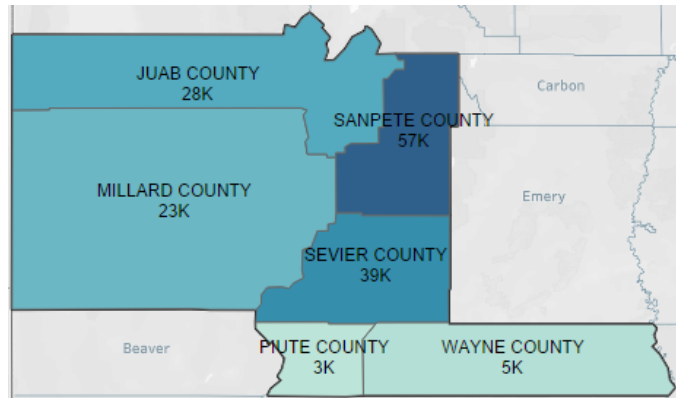 JUAB COUNTY
28K
Carbon
SANPETE COUNTY
57K
MILLARD COUNTY
23K
Emery
SEVIER COUNTY
39K
Beaver
PIUTE COUNTY
3K
WAYNE COUNTY
5K